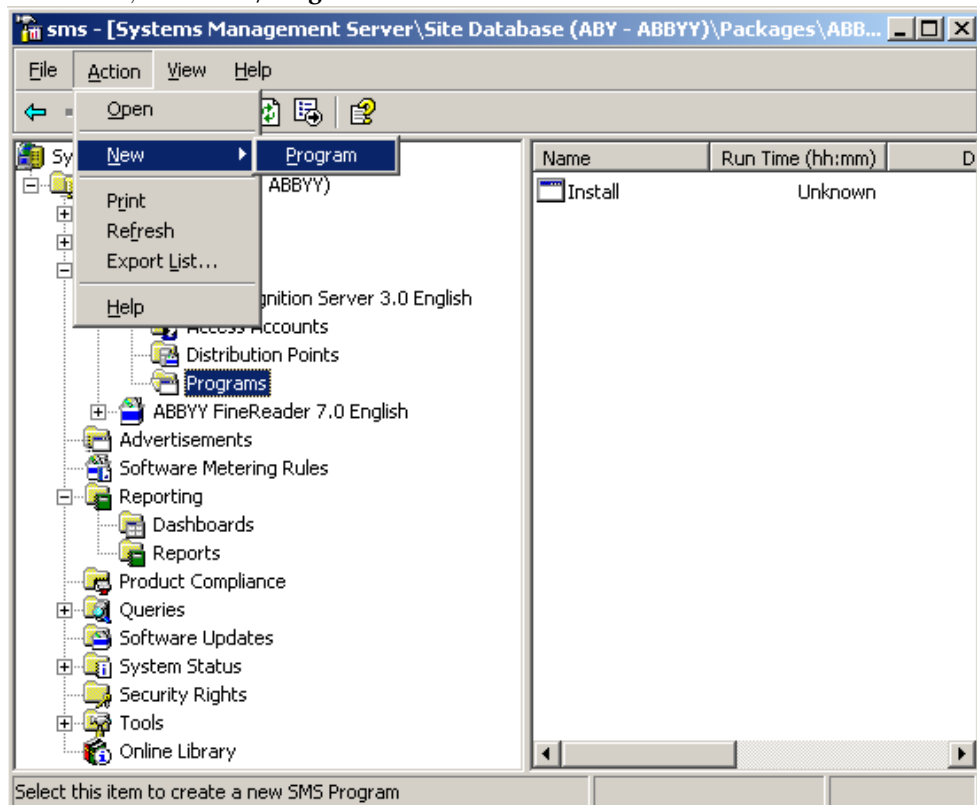 sms - [Systems Management Server\Site Database (ABY - ABBYY)\Packages\ABB...
File Action View Help
Open
New Program
Print
Refresh
Export List...
Help
Sy
ABBYY)
gnition Server 3.0 English
Access Accounts
Distribution Points
Programs
ABBYY FineReader 7.0 English
Advertisements
Software Metering Rules
Reporting
Dashboards
Reports
Product Compliance
Queries
Software Updates
System Status
Security Rights
Tools
Online Library
Name Run Time (hh:mm) D
Install Unknown
Select this item to create a new SMS Program